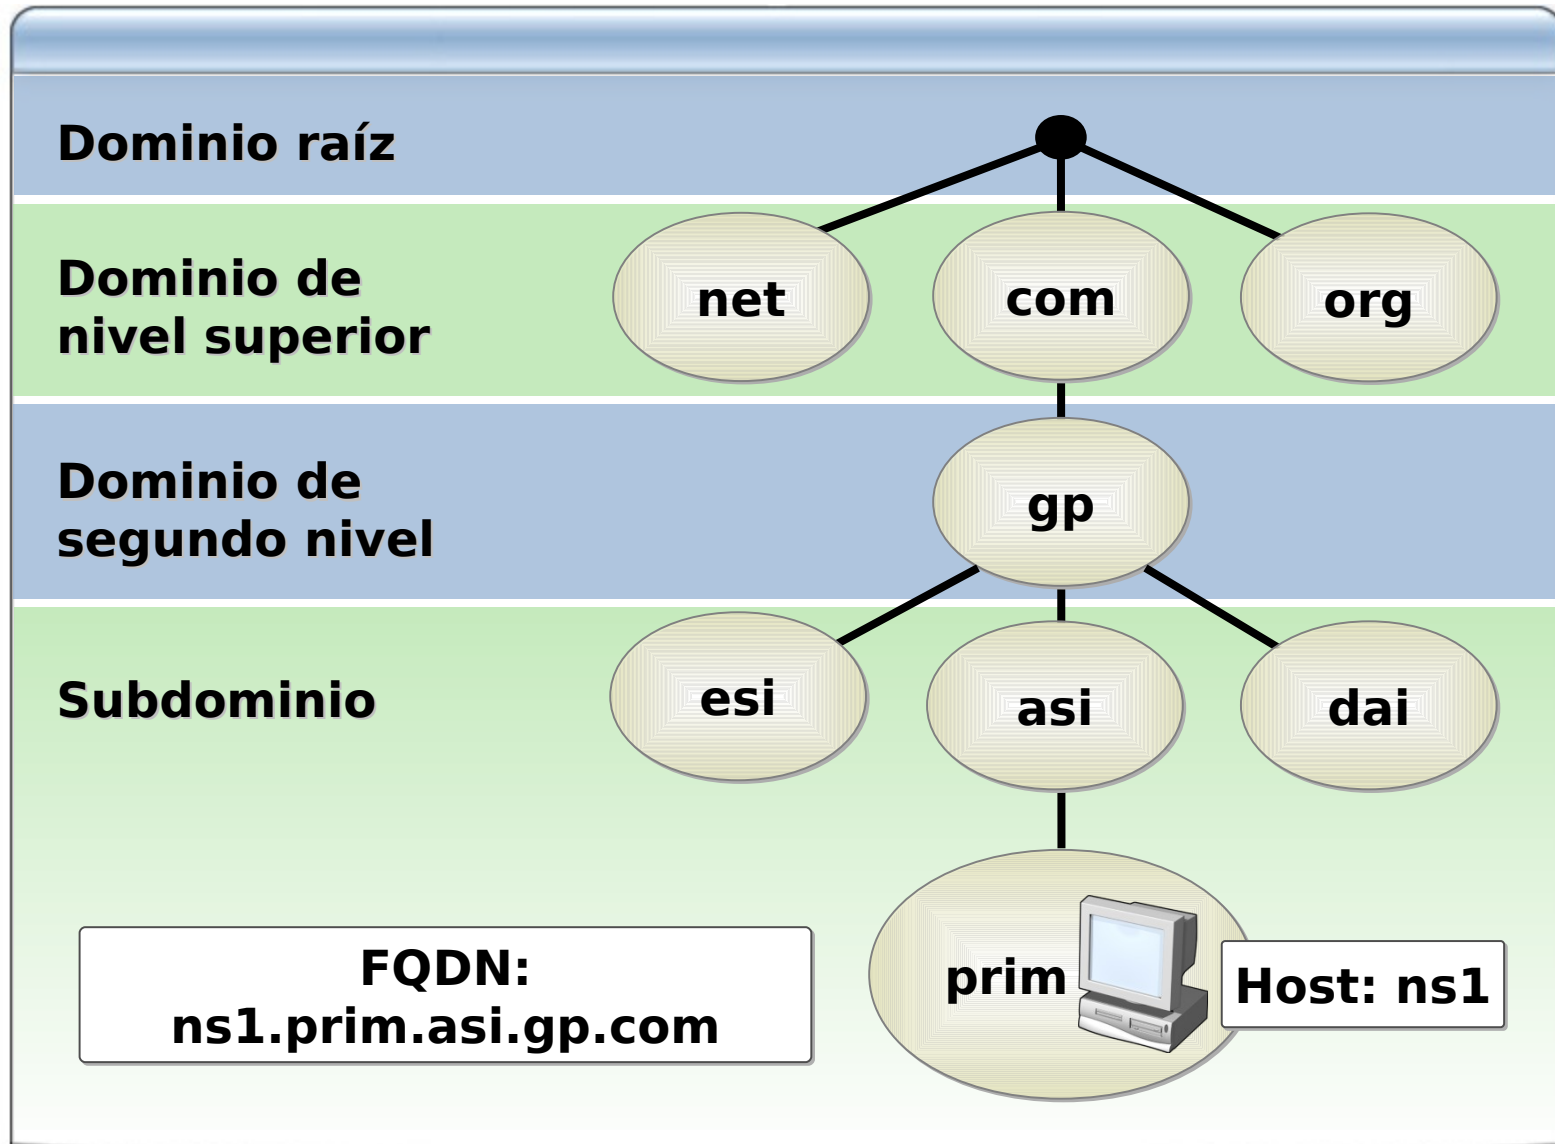 Dominio raíz
Dominio de
nivel superior
net
com
org
Dominio de
segundo nivel
gp
Subdominio
esi
asi
dai
FQDN:
ns1.prim.asi.gp.com
prim
Host: ns1